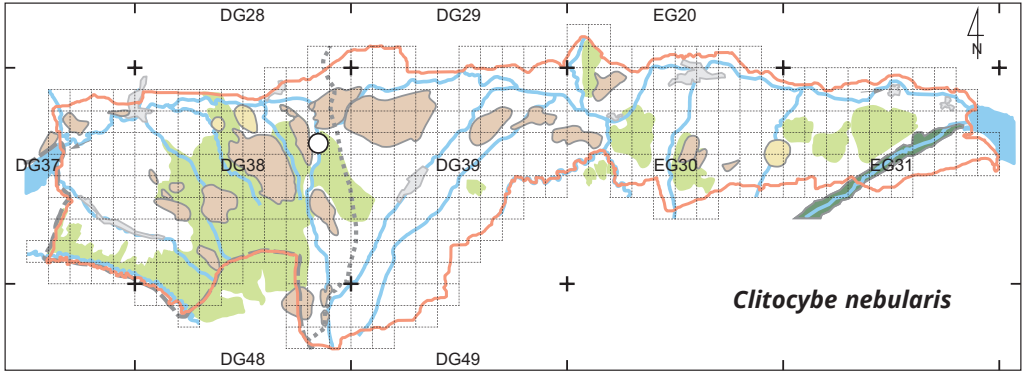 DG28 DG29 EG20
N
DG37 DG38 DG39 EG30 EG31
Clitocybe nebularis
DG48 DG49